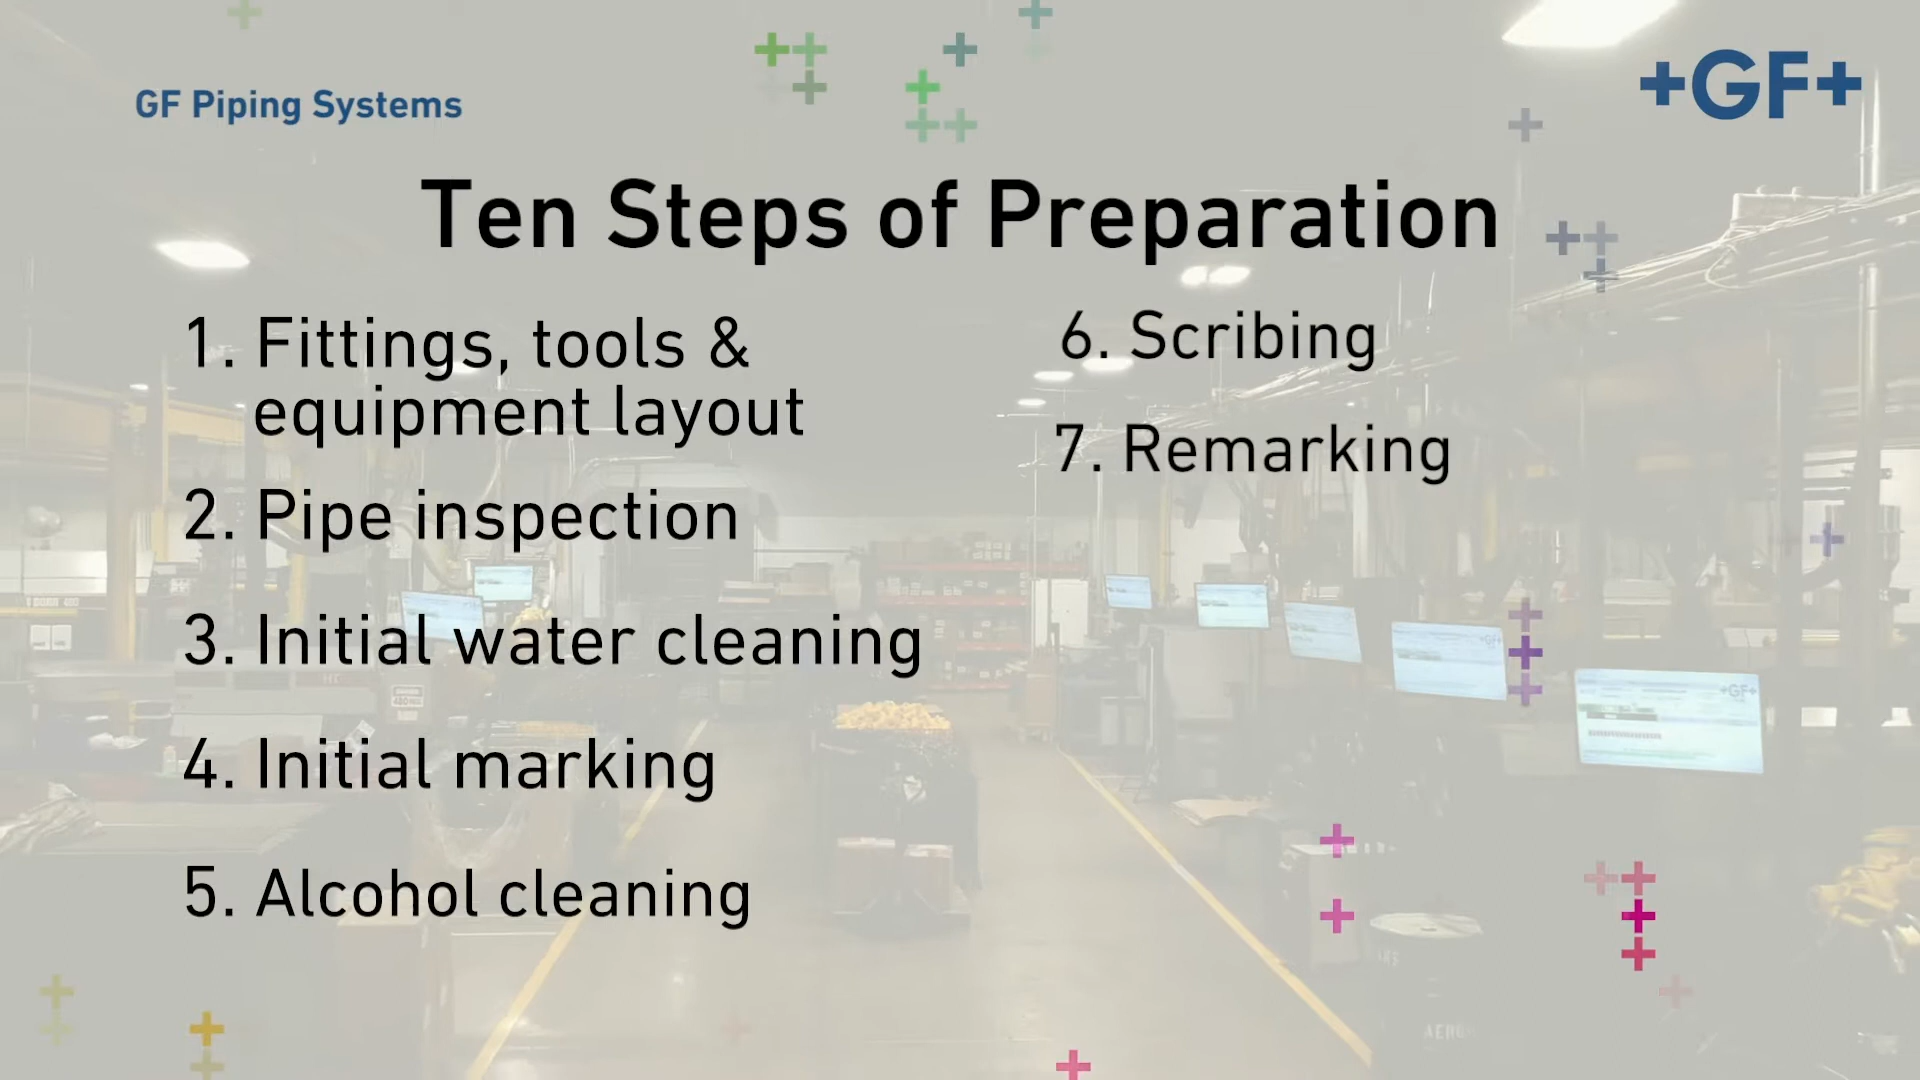 GF Piping Systems
+GF+
Ten Steps of Preparation
1. Fittings, tools &
equipment layout
2. Pipe inspection
3. Initial water cleaning
4. Initial marking
5. Alcohol cleaning
6. Scribing
7. Remarking
+GF+